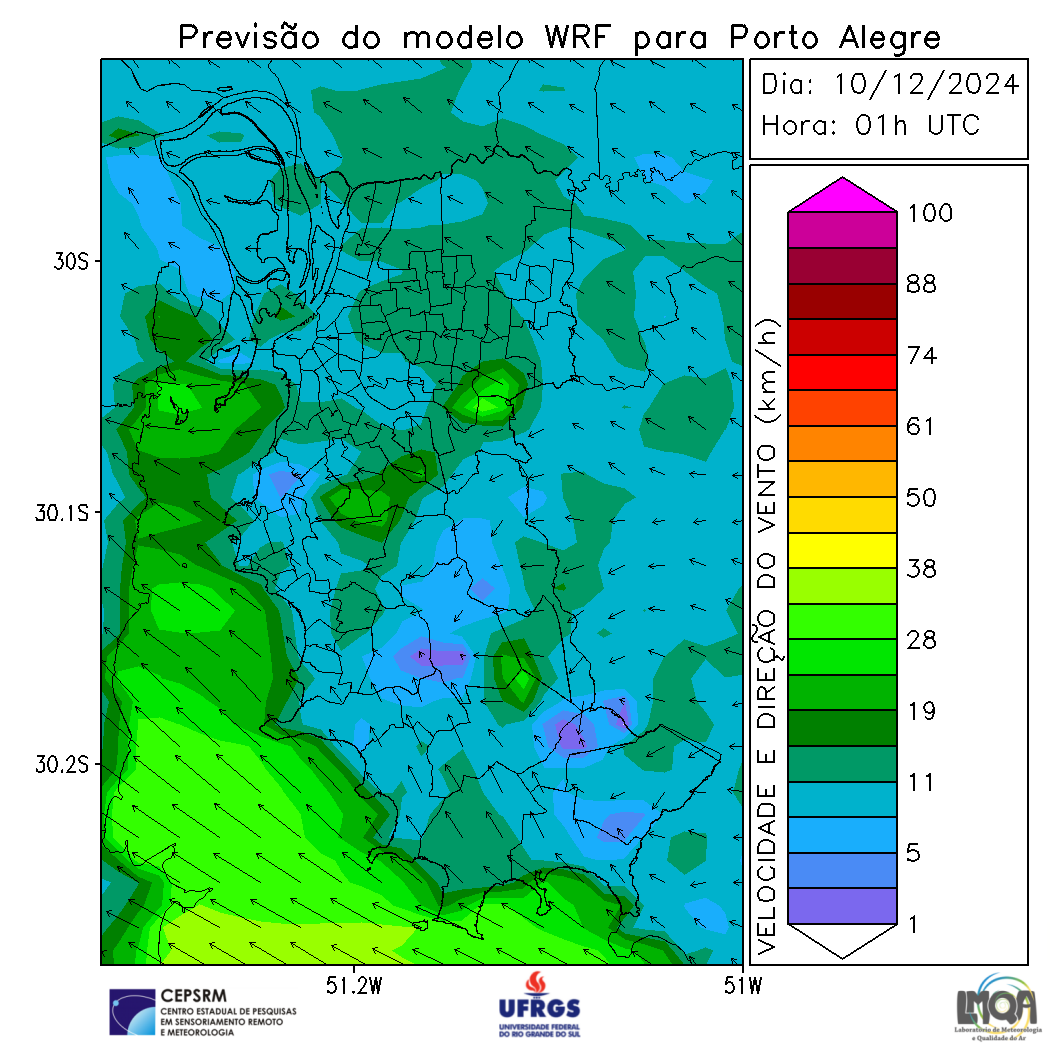 Previsão do modelo WRF para Porto Alegre
Dia: 10/12/2024
Hora: 01h UTC
30S
30.1S
30.2S
51.2W
51W
VELOCIDADE E DIREÇÃO DO VENTO (km/h)
100
88
74
61
50
38
28
19
11
5
1
CEPSRM
CENTRO ESTADUAL DE PESQUISAS
EM SENSORIAMENTO REMOTO
E METEOROLOGIA
UFRGS
UNIVERSIDADE FEDERAL
DO RIO GRANDE DO SUL
LMQA
Laboratório de Meteorologia
e Qualidade do Ar